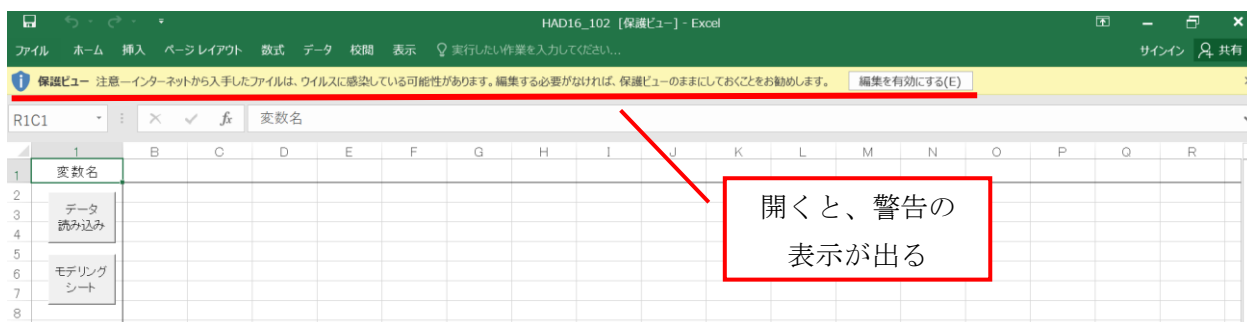 HAD16_102 [保護ビュー] - Excel
ファイル ホーム 挿入 ページ レイアウト 数式 データ 校閲 表示 実行したい作業を入力してください... サインイン 共有
保護ビュー 注意—インターネットから入手したファイルは、ウイルスに感染している可能性があります。編集する必要がなければ、保護ビューのままにしておくことをお勧めします。 編集を有効にする(E)
R1C1 fx 変数名
1 B C D E F G H I J K L M N O P Q R
1 変数名
2
3 データ
読み込み
4
5
6 モデリング
シート
7
8
開くと、警告の
表示が出る